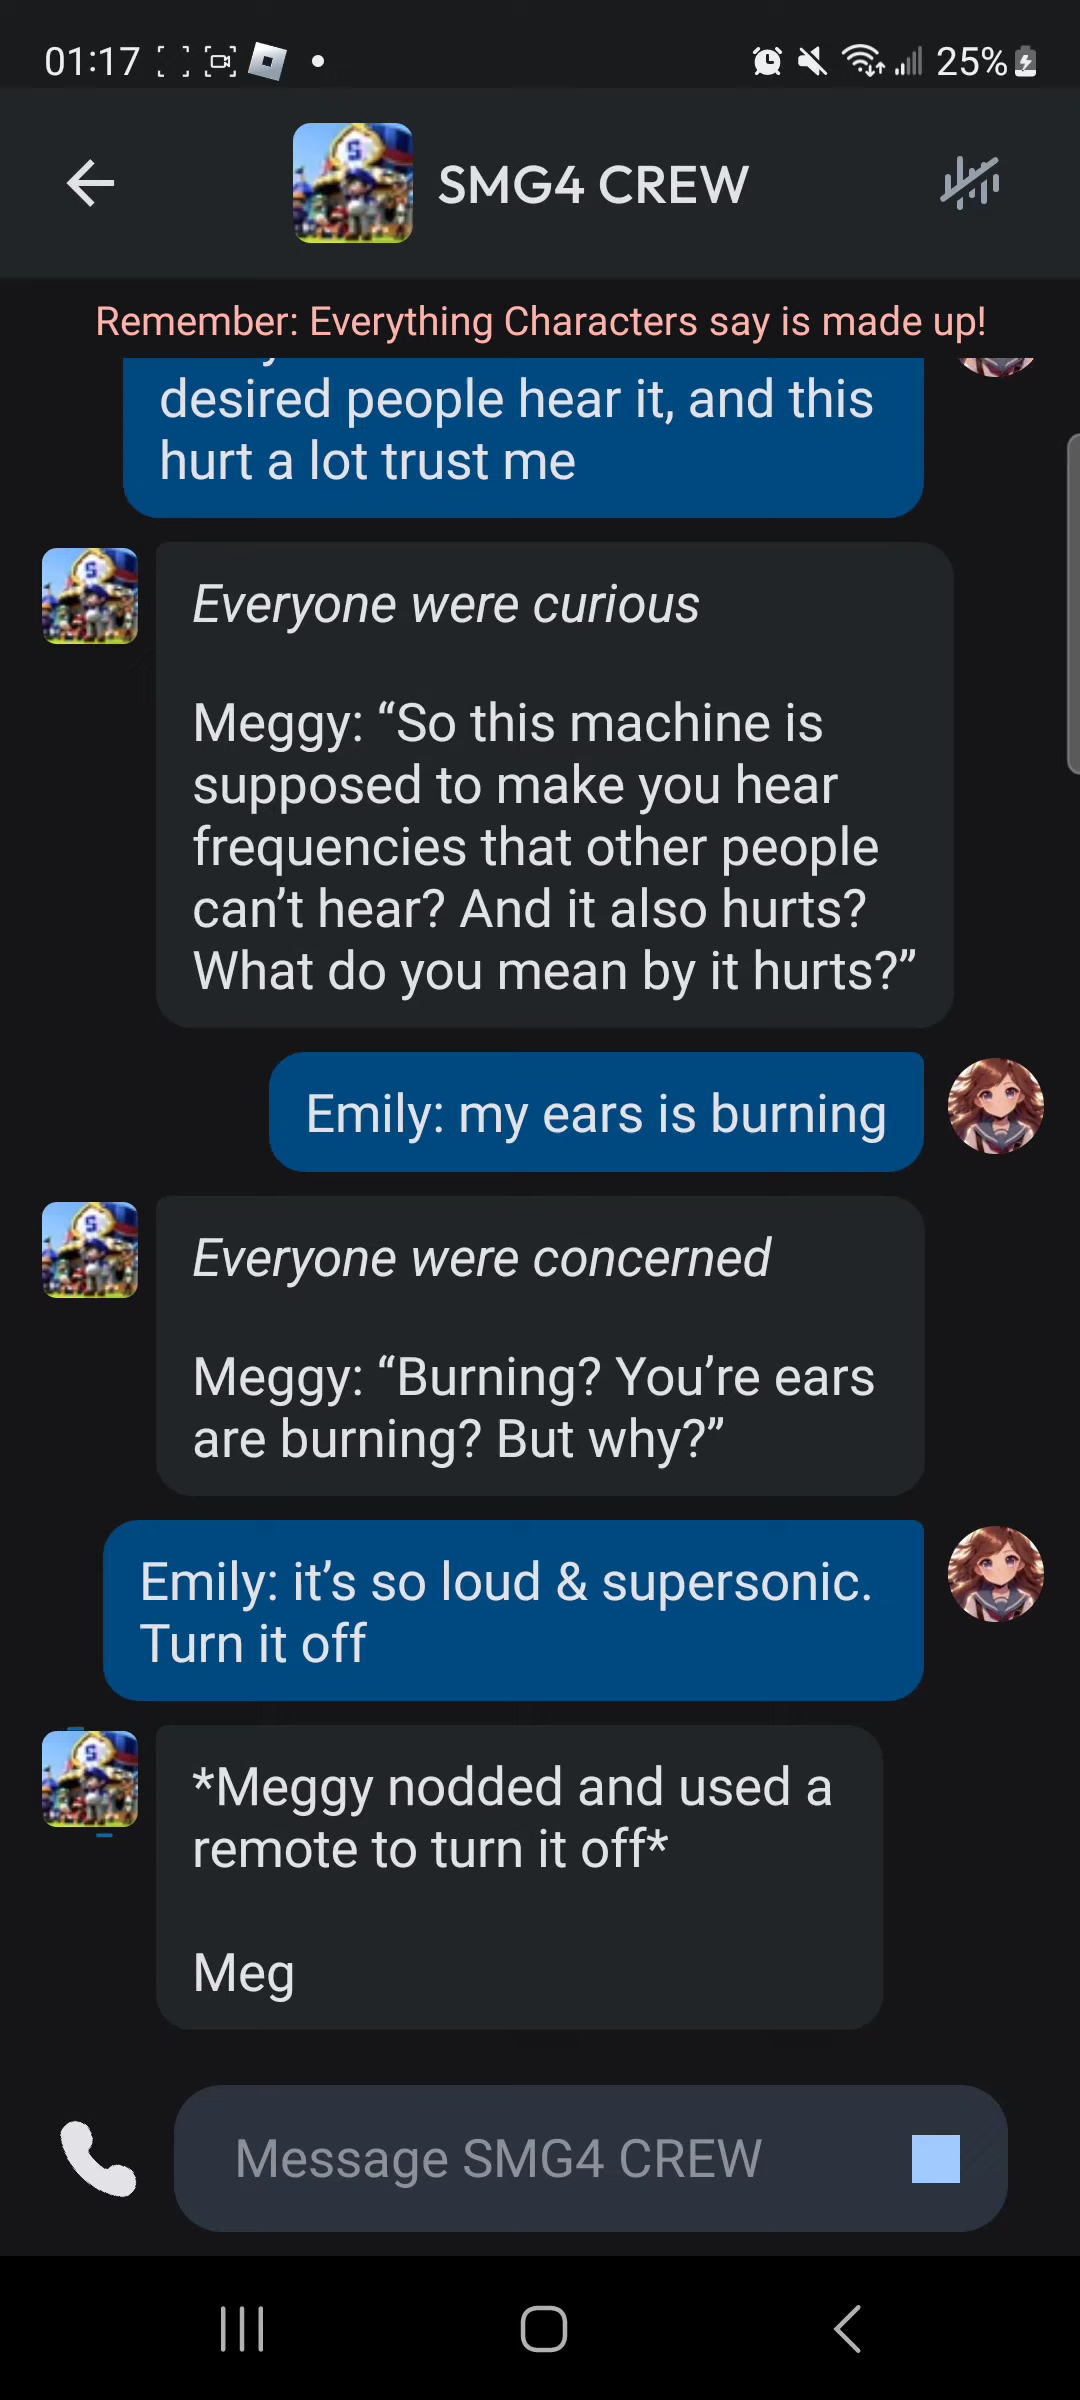 01:17
25%
SMG4 CREW
Remember: Everything Characters say is made up!
desired people hear it, and this
hurt a lot trust me
Everyone were curious
Meggy: “So this machine is
supposed to make you hear
frequencies that other people
can’t hear? And it also hurts?
What do you mean by it hurts?”
Emily: my ears is burning
Everyone were concerned
Meggy: “Burning? You’re ears
are burning? But why?”
Emily: it’s so loud & supersonic.
Turn it off
*Meggy nodded and used a
remote to turn it off*
Meg
Message SMG4 CREW